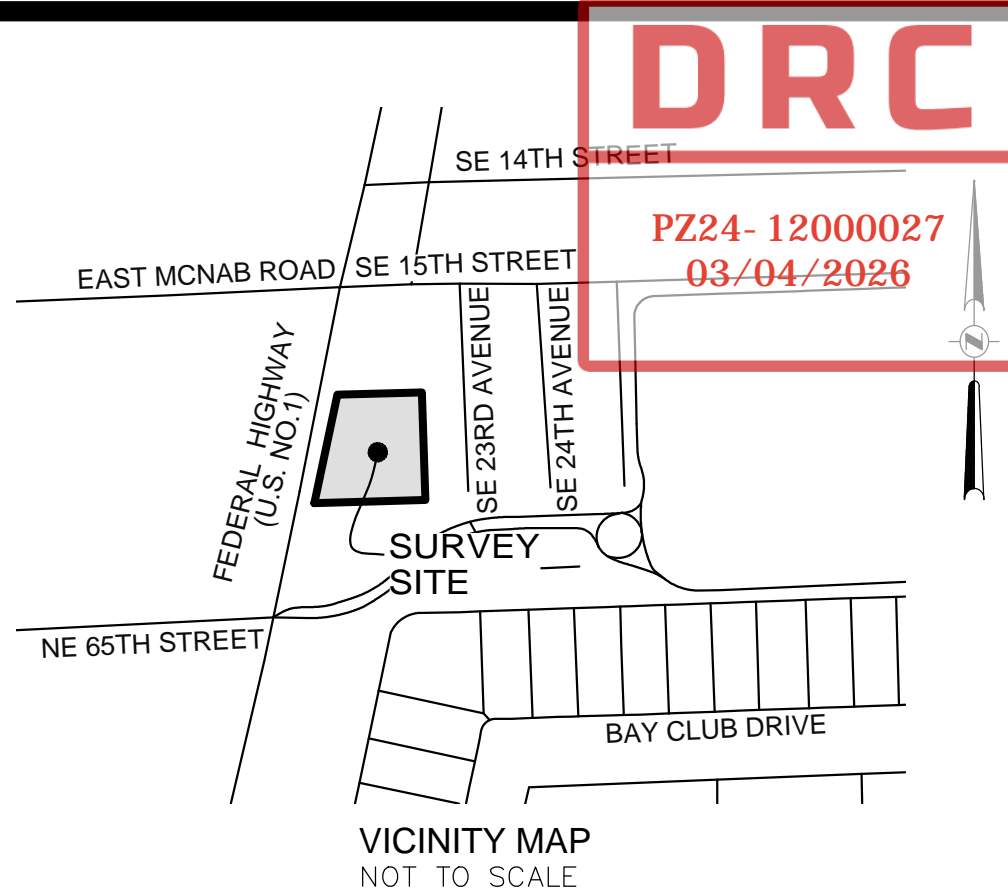 DRC
SE 14TH STREET
PZ24- 12000027
03/04/2026
EAST MCNAB ROAD
SE 15TH STREET
N
SE 23RD AVENUE
SE 24TH AVENUE
FEDERAL HIGHWAY
(U.S. NO.1)
SURVEY
SITE
NE 65TH STREET
BAY CLUB DRIVE
VICINITY MAP
NOT TO SCALE